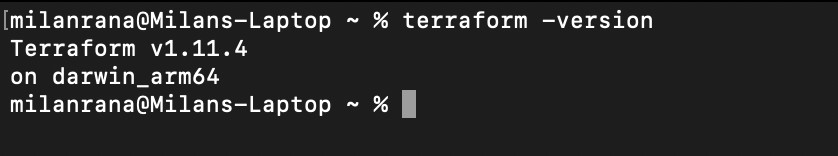 [milanrana@Milans-Laptop ~ % terraform -version
Terraform v1.11.4
on darwin_arm64
milanrana@Milans-Laptop ~ %